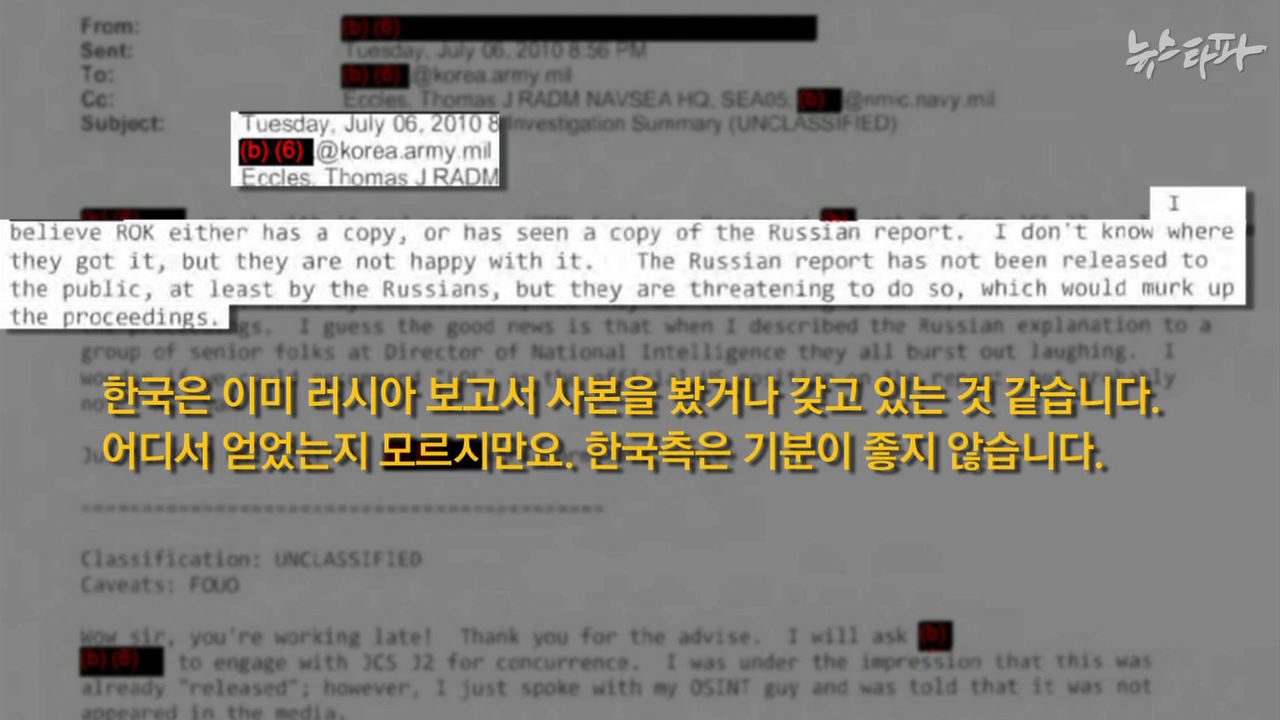 뉴스타파
From: (b) (6)
Sent: Tuesday, July 06, 2010 8:56 PM
To: (b) (6) @korea.army.mil
Cc: Eccles, Thomas J RADM NAVSEA HQ, SEA05; (b) @nmic.navy.mil
Subject: Investigation Summary (UNCLASSIFIED)
Tuesday, July 06, 2010 8
(b) (6) @korea.army.mil
Eccles, Thomas J RADM
I
believe ROK either has a copy, or has seen a copy of the Russian report. I don't know where
they got it, but they are not happy with it. The Russian report has not been released to
the public, at least by the Russians, but they are threatening to do so, which would murk up
the proceedings.
gs. I guess the good news is that when I described the Russian explanation to a
group of senior folks at Director of National Intelligence they all burst out laughing. I
한국은 이미 러시아 보고서 사본을 봤거나 갖고 있는 것 같습니다.
어디서 얻었는지 모르지만요. 한국측은 기분이 좋지 않습니다.
Classification: UNCLASSIFIED
Caveats: FOUO
Wow sir, you're working late! Thank you for the advise. I will ask (b)
(b) (6) to engage with JCS J2 for concurrence. I was under the impression that this was
already "released"; however, I just spoke with my OSINT guy and was told that it was not
appeared in the media.